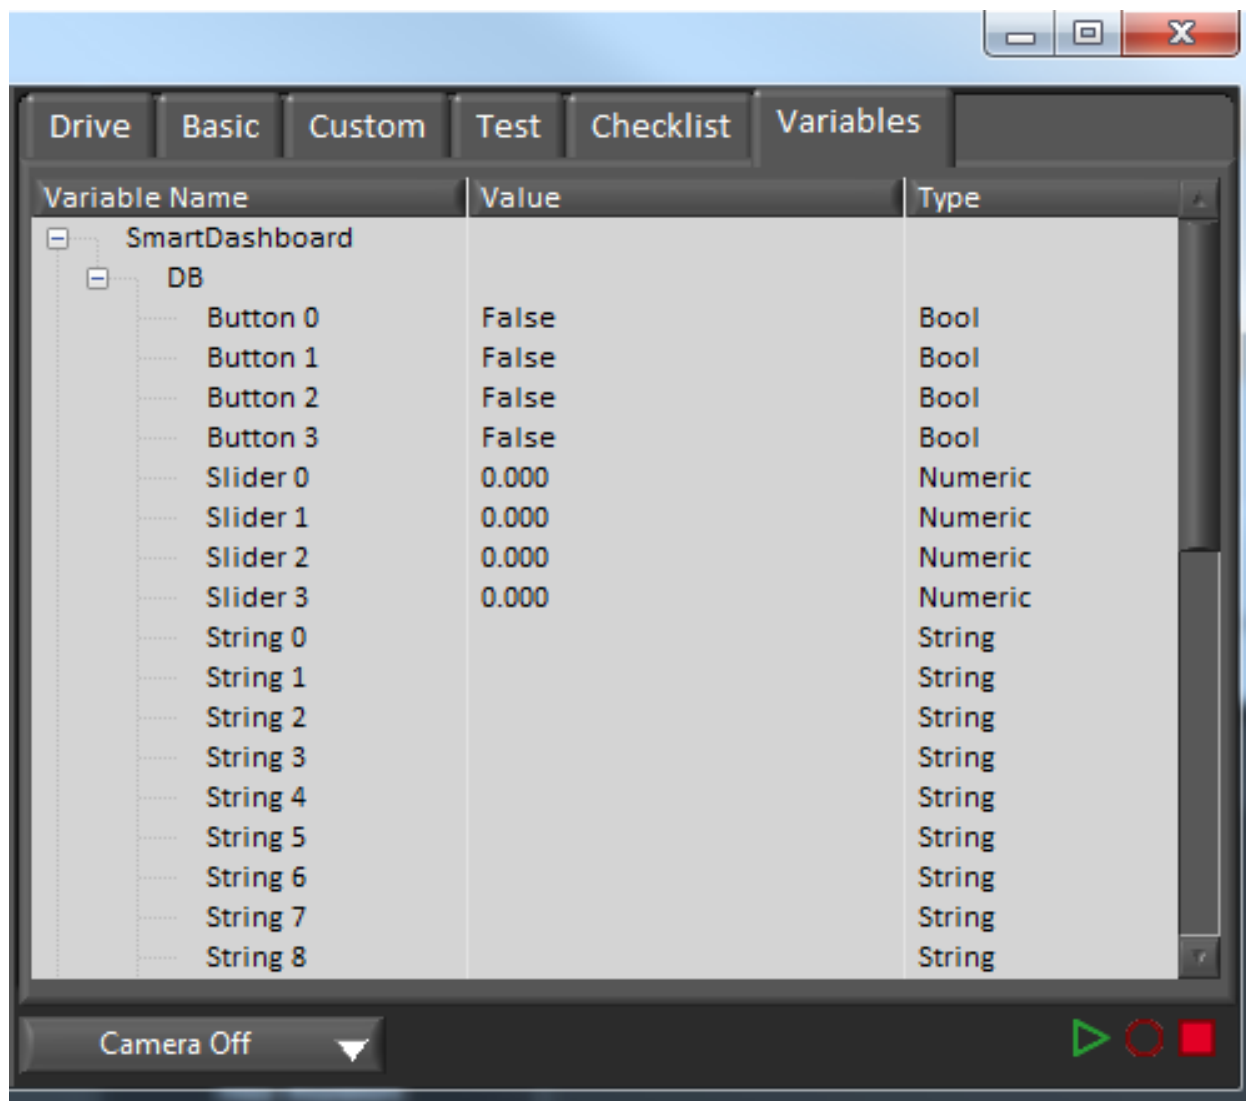 Drive Basic Custom Test Checklist Variables
Variable Name Value Type
SmartDashboard
DB
Button 0 False Bool
Button 1 False Bool
Button 2 False Bool
Button 3 False Bool
Slider 0 0.000 Numeric
Slider 1 0.000 Numeric
Slider 2 0.000 Numeric
Slider 3 0.000 Numeric
String 0 String
String 1 String
String 2 String
String 3 String
String 4 String
String 5 String
String 6 String
String 7 String
String 8 String
Camera Off